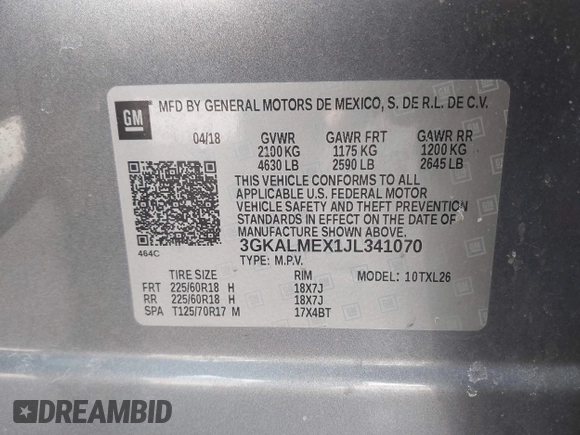 GM
MFD BY GENERAL MOTORS DE MEXICO, S. DE R.L. DE C.V.
04/18 GVWR GAWR FRT GAWR RR
2100 KG 1175 KG 1200 KG
4630 LB 2590 LB 2645 LB
THIS VEHICLE CONFORMS TO ALL
APPLICABLE U.S. FEDERAL MOTOR
VEHICLE SAFETY AND THEFT PREVENTION
STANDARDS IN EFFECT ON THE DATE OF
MANUFACTURE SHOWN ABOVE.
464C
3GKALMEX1JL341070
TYPE: M.P.V.
TIRE SIZE RIM MODEL: 10TXL26
FRT 225/60R18 H 18X7J
RR 225/60R18 H 18X7J
SPA T125/70R17 M 17X4BT
DREAMBID